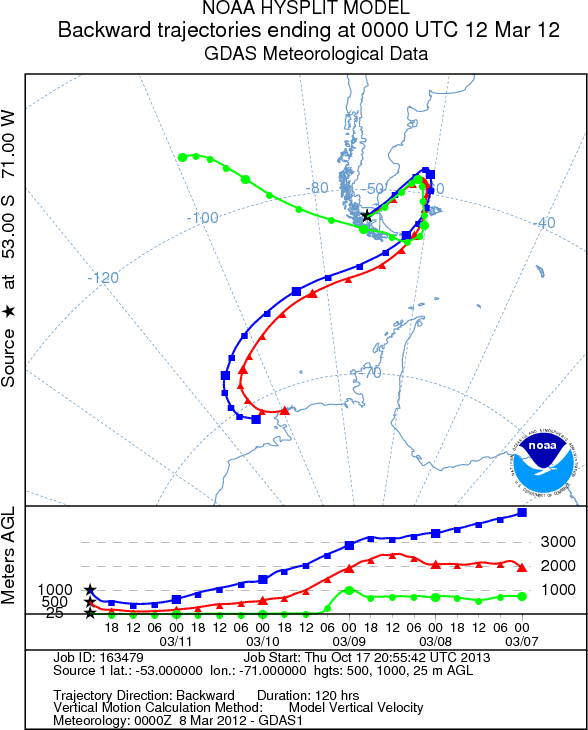 NOAA HYSPLIT MODEL
Backward trajectories ending at 0000 UTC 12 Mar 12
GDAS Meteorological Data
Source ★ at 53.00 S 71.00 W
-80 -50
-100
-40
-120
-70
noaa
Meters AGL
3000
2000
1000 1000
500
25
18 12 06 00 18 12 06 00 18 12 06 00 18 12 06 00 18 12 06 00
03/11 03/10 03/09 03/08 03/07
Job ID: 163479 Job Start: Thu Oct 17 20:55:42 UTC 2013
Source 1 lat.: -53.000000 lon.: -71.000000 hgts: 500, 1000, 25 m AGL
Trajectory Direction: Backward Duration: 120 hrs
Vertical Motion Calculation Method: Model Vertical Velocity
Meteorology: 0000Z 8 Mar 2012 - GDAS1